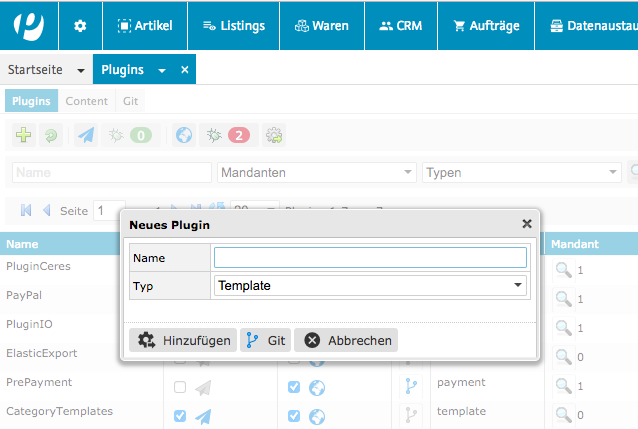 Artikel Listings Waren CRM Aufträge Datenaustau
Startseite Plugins
Plugins Content Git
0 2
Name Mandanten Typen
Seite 1
Neues Plugin
Name
Typ Template
Hinzufügen Git Abbrechen
Name Mandant
PluginCeres 1
PayPal 1
PluginIO 1
ElasticExport 0
PrePayment payment 1
CategoryTemplates template 0